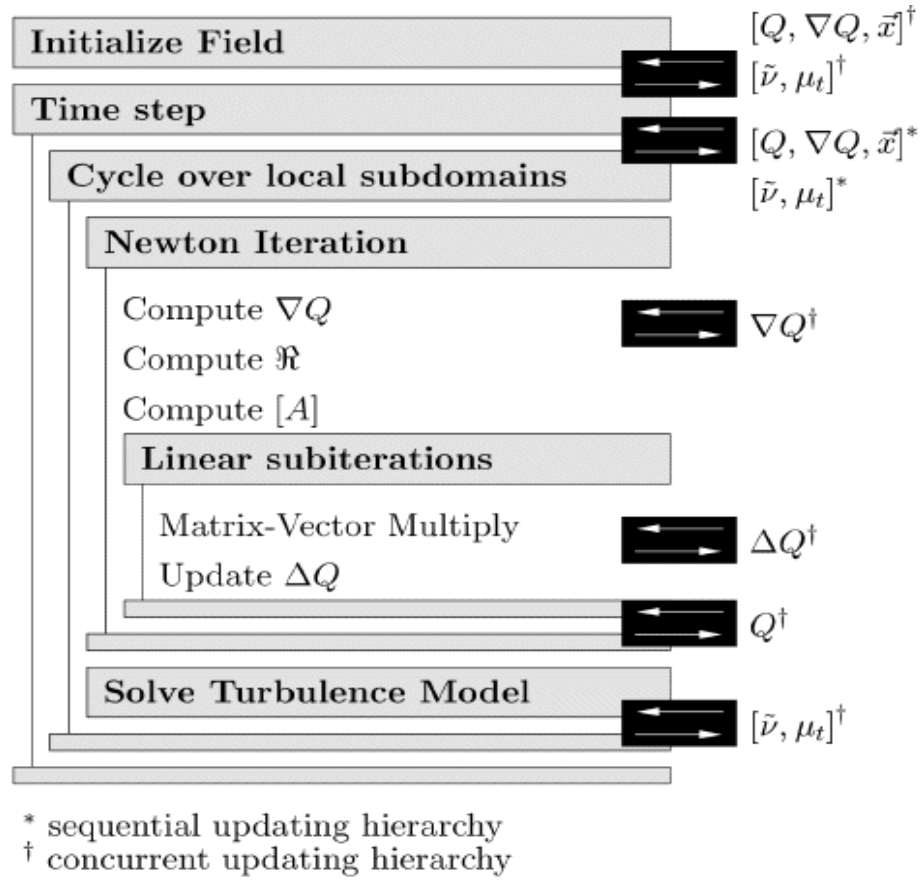 Initialize Field
[Q, ∇Q, x⃗]†
[ν̃, μₜ]†
Time step
[Q, ∇Q, x⃗]*
Cycle over local subdomains
[ν̃, μₜ]*
Newton Iteration
Compute ∇Q
∇Q†
Compute ℜ
Compute [A]
Linear subiterations
Matrix-Vector Multiply
ΔQ†
Update ΔQ
Q†
Solve Turbulence Model
[ν̃, μₜ]†
* sequential updating hierarchy
† concurrent updating hierarchy